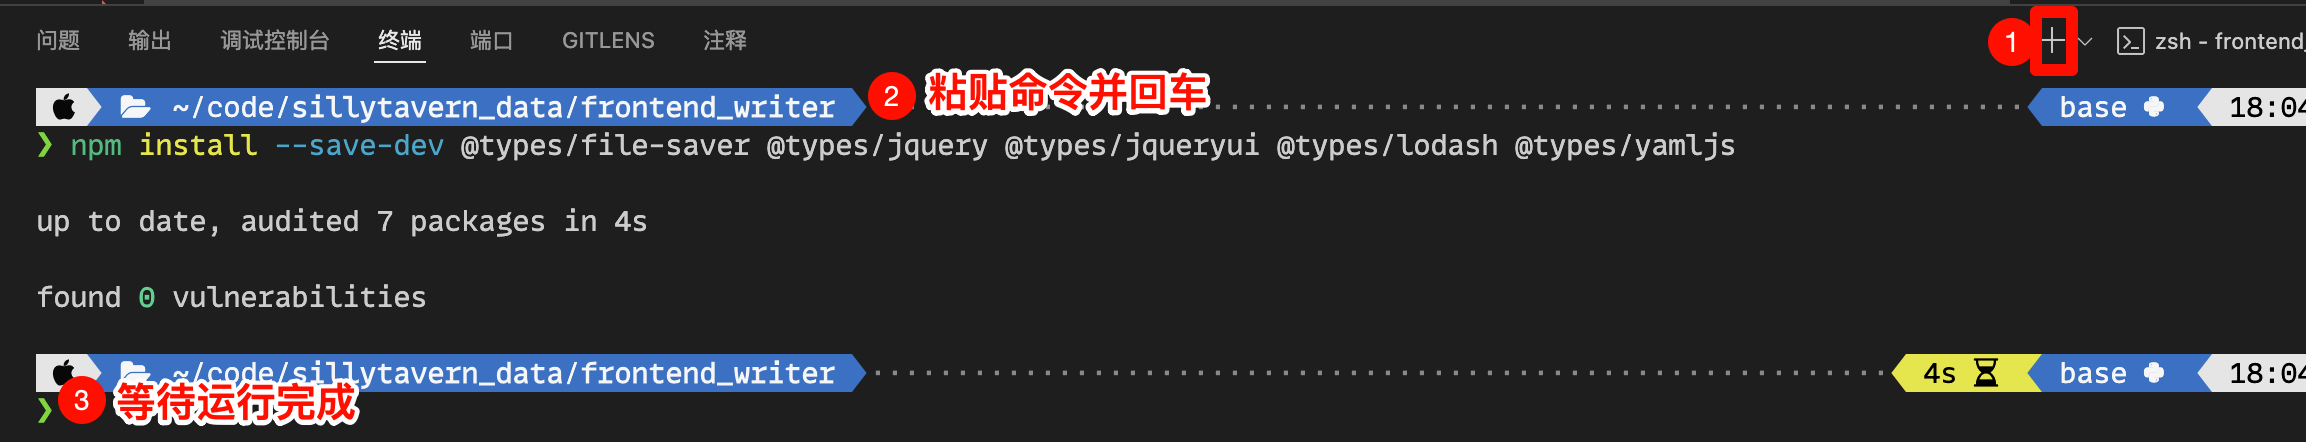 问题 输出 调试控制台 终端 端口 GITLENS 注释 1 zsh - frontend_
~/code/sillytavern_data/frontend_writer 2 粘贴命令并回车 base 18:04
❯ npm install --save-dev @types/file-saver @types/jquery @types/jqueryui @types/lodash @types/yamljs
up to date, audited 7 packages in 4s
found 0 vulnerabilities
~/code/sillytavern_data/frontend_writer 4s base 18:04
❯ 3 等待运行完成